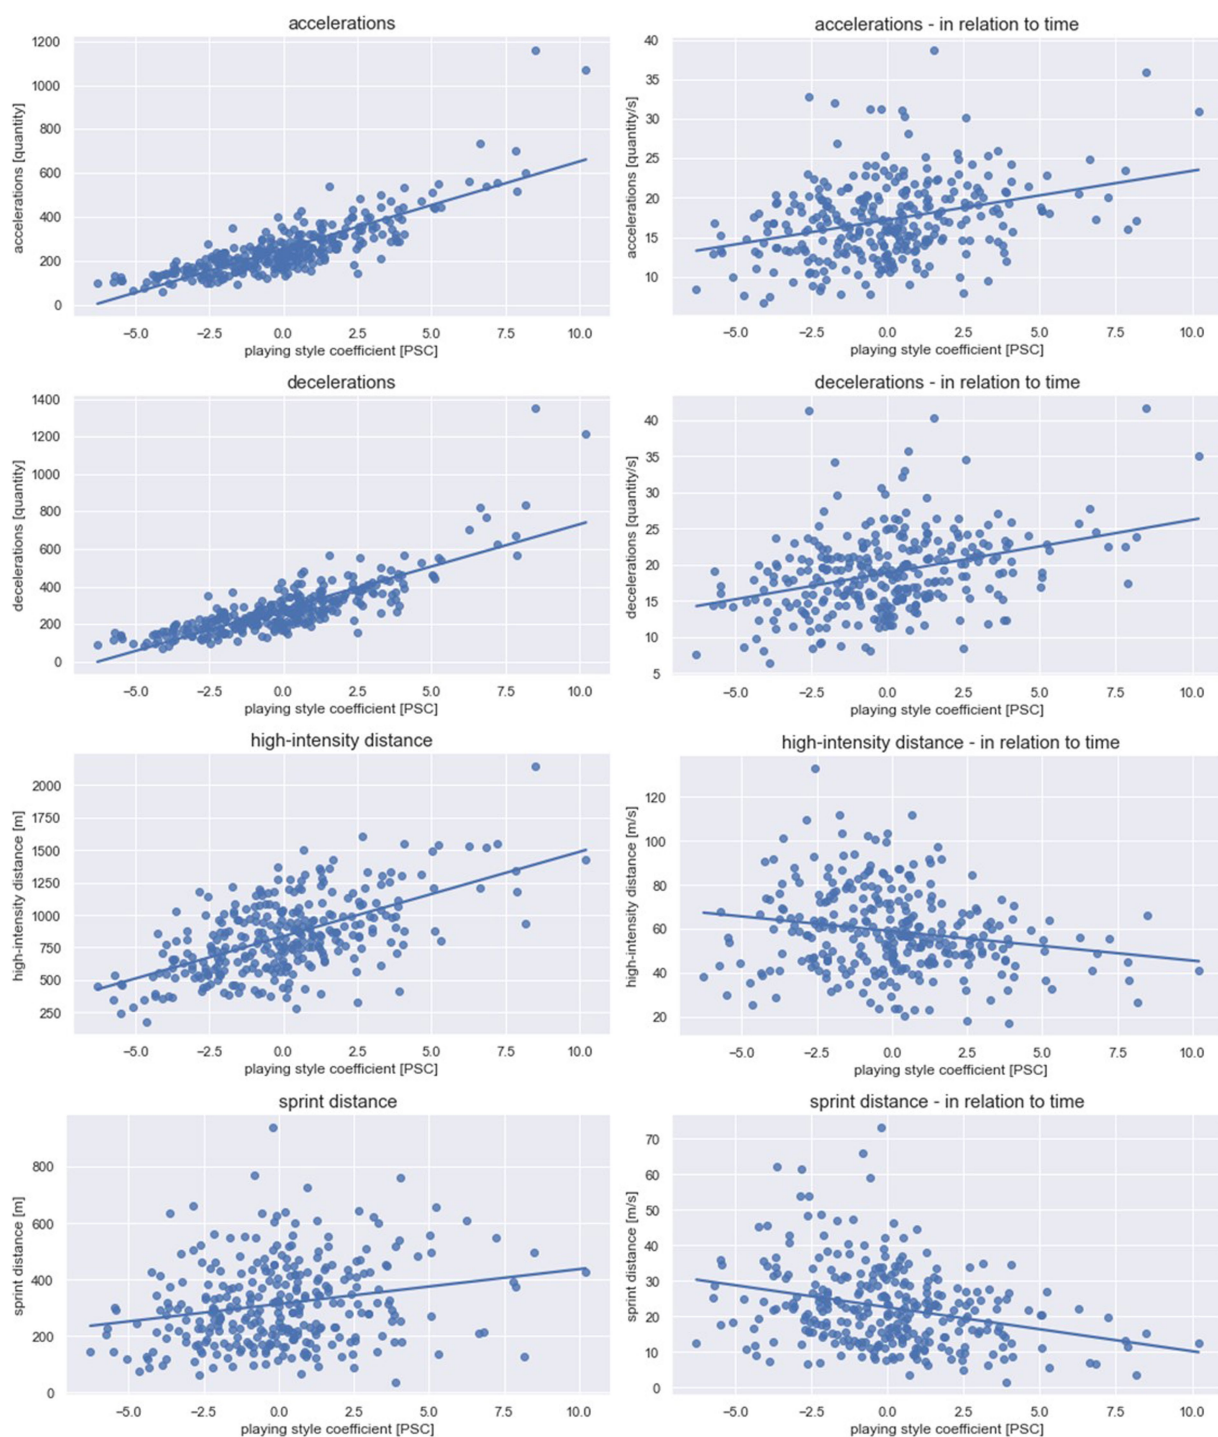 accelerations
1200
1000
800
600
400
200
0
accelerations [quantity]
−5.0 −2.5 0.0 2.5 5.0 7.5 10.0
playing style coefficient [PSC]
accelerations - in relation to time
40
35
30
25
20
15
10
accelerations [quantity/s]
−5.0 −2.5 0.0 2.5 5.0 7.5 10.0
playing style coefficient [PSC]
decelerations
1400
1200
1000
800
600
400
200
0
decelerations [quantity]
−5.0 −2.5 0.0 2.5 5.0 7.5 10.0
playing style coefficient [PSC]
decelerations - in relation to time
40
35
30
25
20
15
10
5
decelerations [quantity/s]
−5.0 −2.5 0.0 2.5 5.0 7.5 10.0
playing style coefficient [PSC]
high-intensity distance
2000
1750
1500
1250
1000
750
500
250
high-intensity distance [m]
−5.0 −2.5 0.0 2.5 5.0 7.5 10.0
playing style coefficient [PSC]
high-intensity distance - in relation to time
120
100
80
60
40
20
high-intensity distance [m/s]
−5.0 −2.5 0.0 2.5 5.0 7.5 10.0
playing style coefficient [PSC]
sprint distance
800
600
400
200
0
sprint distance [m]
−5.0 −2.5 0.0 2.5 5.0 7.5 10.0
playing style coefficient [PSC]
sprint distance - in relation to time
70
60
50
40
30
20
10
0
sprint distance [m/s]
−5.0 −2.5 0.0 2.5 5.0 7.5 10.0
playing style coefficient [PSC]